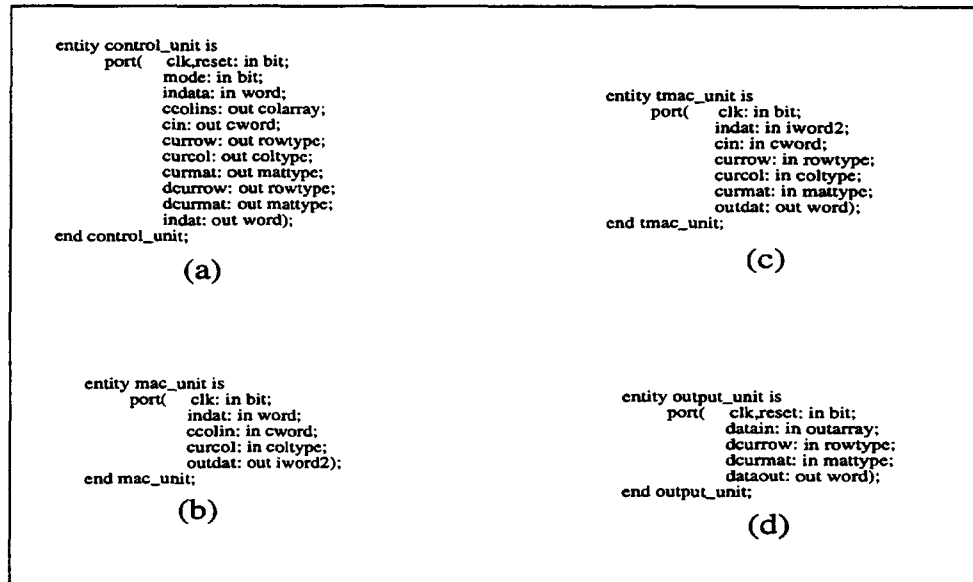 entity control_unit is
port( clk,reset: in bit;
mode: in bit;
indata: in word;
ccolins: out colarray;
cin: out cword;
currow: out rowtype;
curcol: out coltype;
curmat: out mattype;
dcurrow: out rowtype;
dcurmat: out mattype;
indat: out word);
end control_unit;
(a)
entity tmac_unit is
port( clk: in bit;
indat: in iword2;
cin: in cword;
currow: in rowtype;
curcol: in coltype;
curmat: in mattype;
outdat: out word);
end tmac_unit;
(c)
entity mac_unit is
port( clk: in bit;
indat: in word;
ccolin: in cword;
curcol: in coltype;
outdat: out iword2);
end mac_unit;
(b)
entity output_unit is
port( clk,reset: in bit;
datain: in outarray;
dcurrow: in rowtype;
dcurmat: in mattype;
dataout: out word);
end output_unit;
(d)